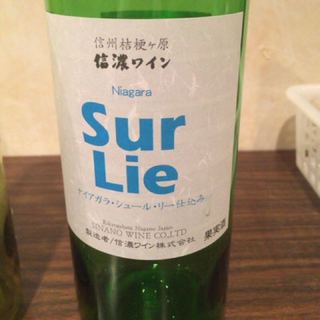 信州桔梗ヶ原
信濃ワイン
Niagara
Sur
Lie
ナイアガラ・シュール・リー仕込み
Kikyogahara Nagano Japan
SINANO WINE CO.,LTD
製造者/信濃ワイン株式会社
果実酒